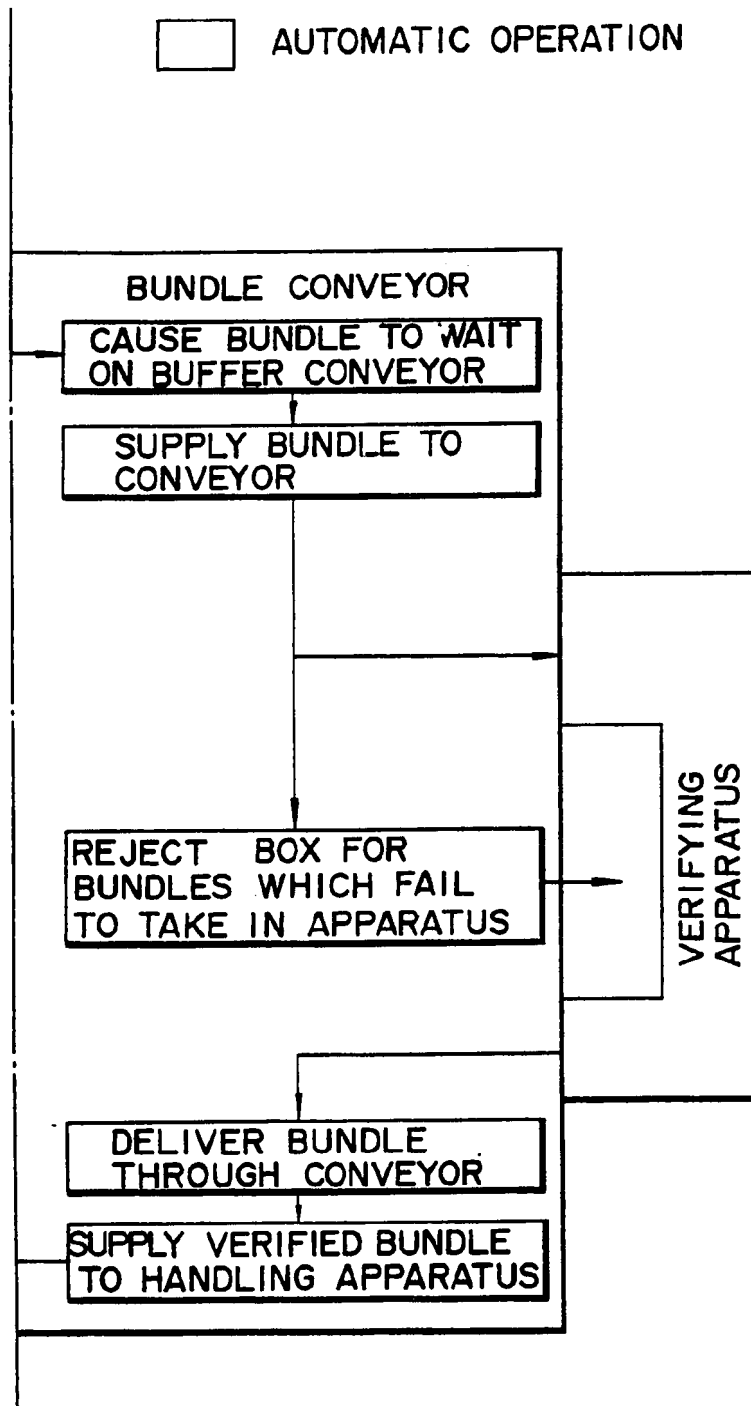 AUTOMATIC OPERATION
BUNDLE CONVEYOR
CAUSE BUNDLE TO WAIT
ON BUFFER CONVEYOR
SUPPLY BUNDLE TO
CONVEYOR
REJECT BOX FOR
BUNDLES WHICH FAIL
TO TAKE IN APPARATUS
VERIFYING
APPARATUS
DELIVER BUNDLE
THROUGH CONVEYOR
SUPPLY VERIFIED BUNDLE
TO HANDLING APPARATUS